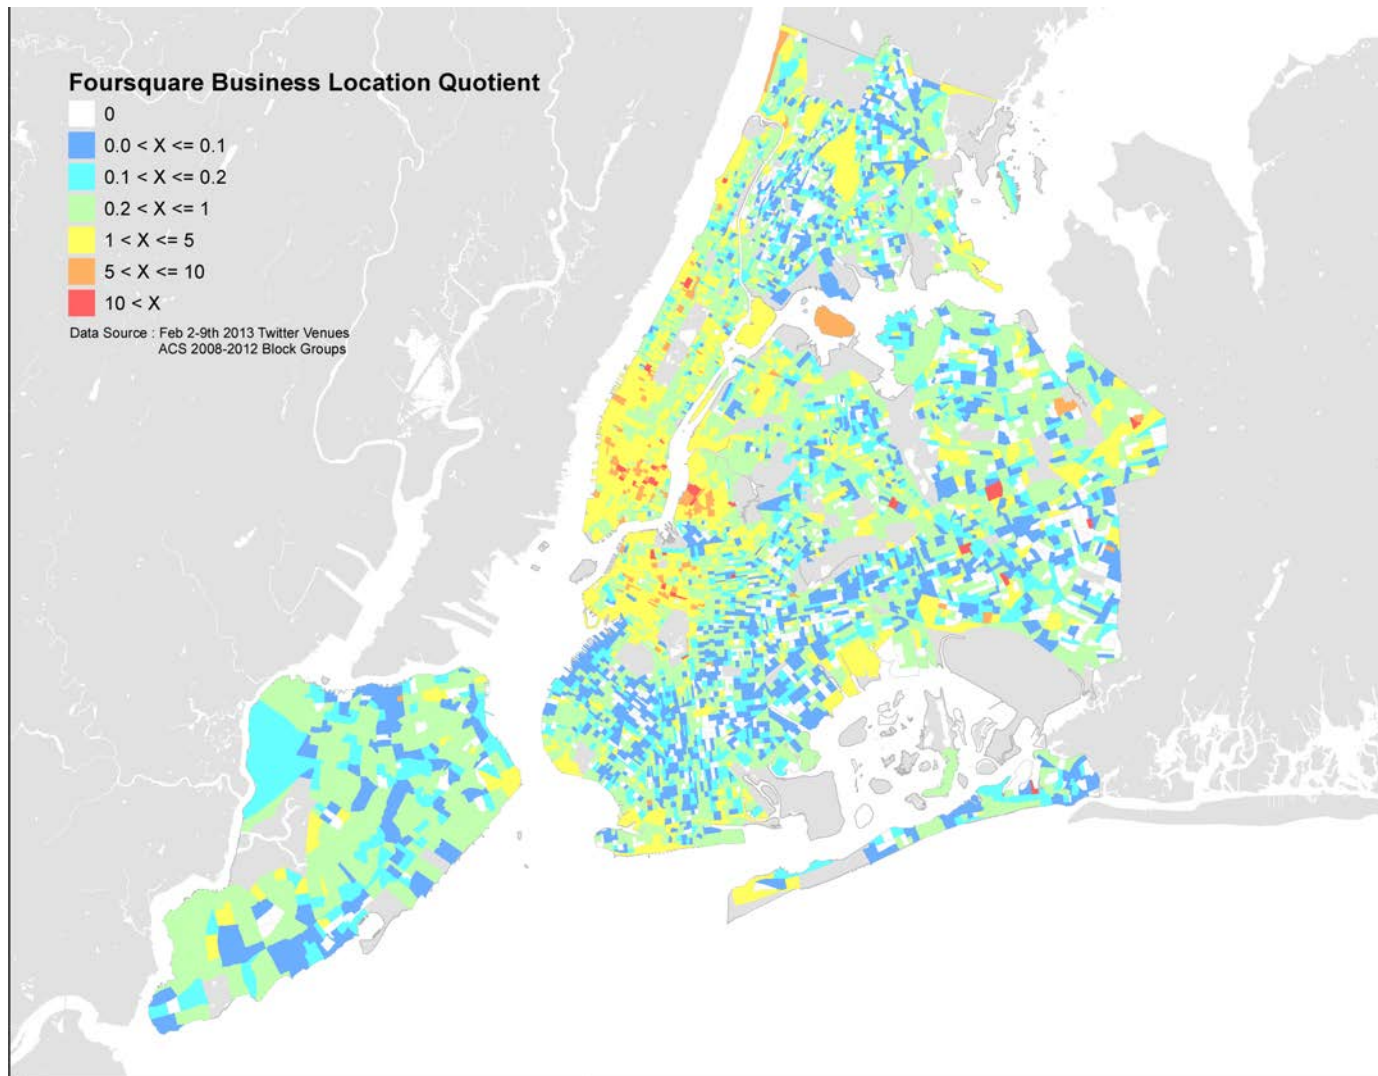 Foursquare Business Location Quotient
0
0.0 < X <= 0.1
0.1 < X <= 0.2
0.2 < X <= 1
1 < X <= 5
5 < X <= 10
10 < X
Data Source : Feb 2-9th 2013 Twitter Venues
ACS 2008-2012 Block Groups